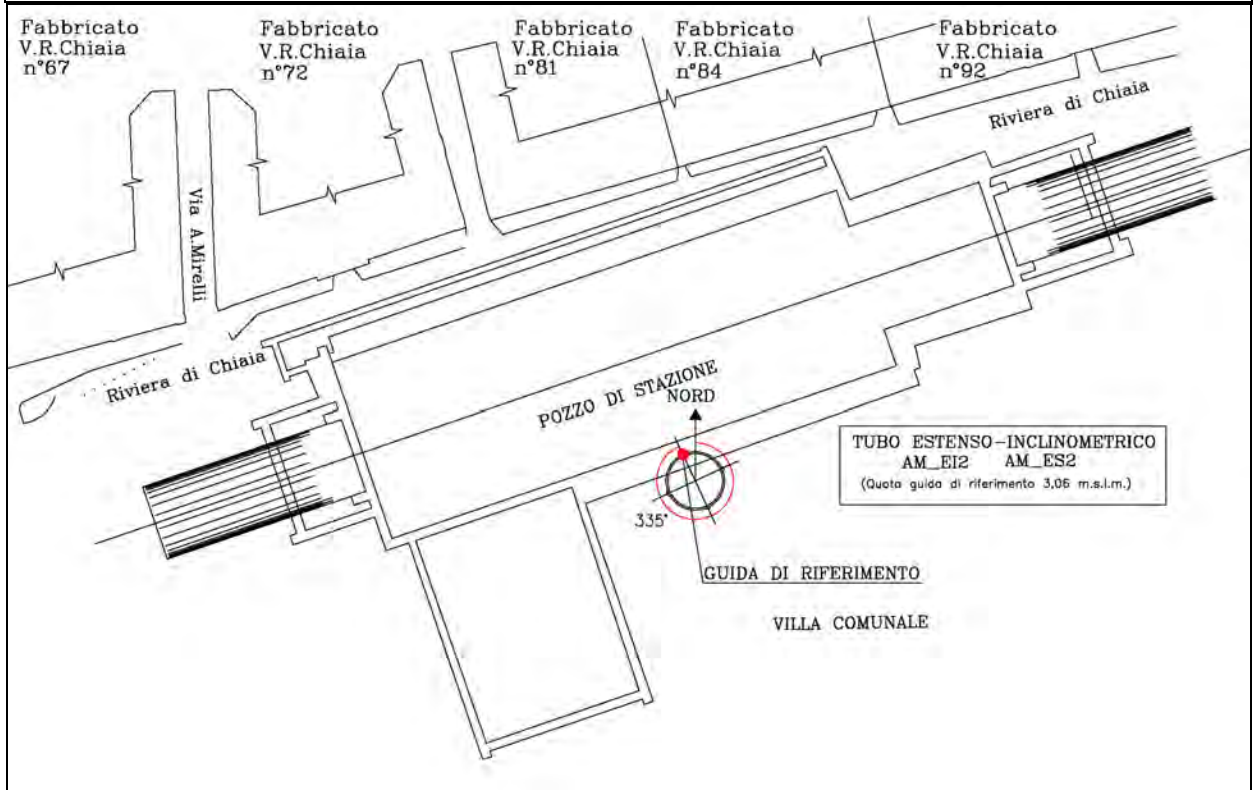 Fabbricato
V.R.Chiaia
n°67
Fabbricato
V.R.Chiaia
n°72
Fabbricato
V.R.Chiaia
n°81
Fabbricato
V.R.Chiaia
n°84
Fabbricato
V.R.Chiaia
n°92
Riviera di Chiaia
Via A.Mirelli
Riviera di Chiaia
POZZO DI STAZIONE
NORD
TUBO ESTENSO-INCLINOMETRICO
AM_EI2 AM_ES2
(Quota guida di riferimento 3,06 m.s.l.m.)
335°
GUIDA DI RIFERIMENTO
VILLA COMUNALE